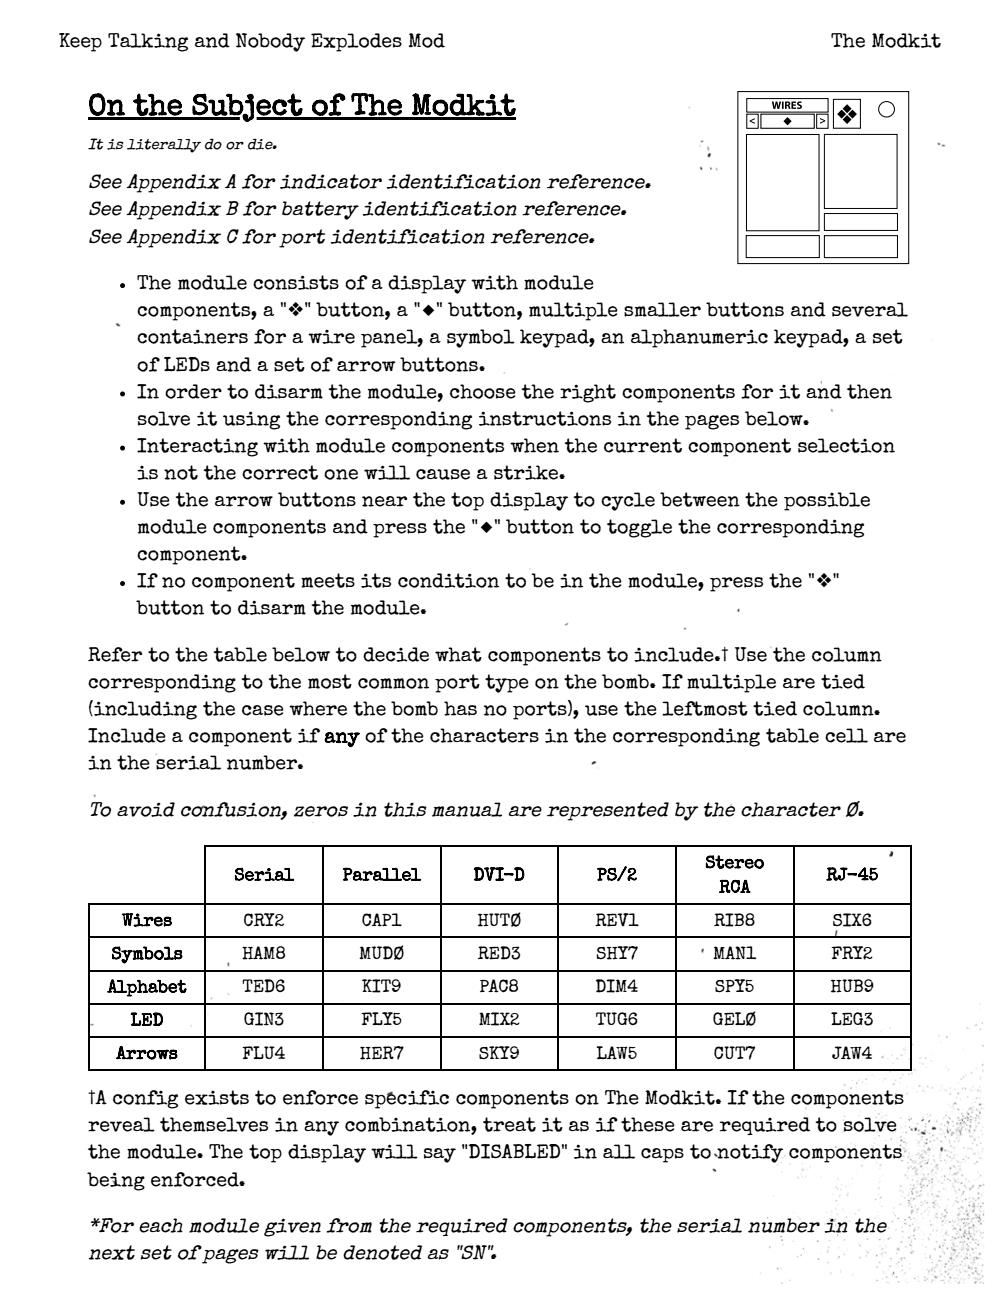 Keep Talking and Nobody Explodes Mod
The Modkit
On the Subject of The Modkit
It is literally do or die.
See Appendix A for indicator identification reference.
See Appendix B for battery identification reference.
See Appendix C for port identification reference.
WIRES
❖
< ◆ >
• The module consists of a display with module
components, a "❖" button, a "◆" button, multiple smaller buttons and several
containers for a wire panel, a symbol keypad, an alphanumeric keypad, a set
of LEDs and a set of arrow buttons.
• In order to disarm the module, choose the right components for it and then
solve it using the corresponding instructions in the pages below.
• Interacting with module components when the current component selection
is not the correct one will cause a strike.
• Use the arrow buttons near the top display to cycle between the possible
module components and press the "◆" button to toggle the corresponding
component.
• If no component meets its condition to be in the module, press the "❖"
button to disarm the module.
Refer to the table below to decide what components to include.† Use the column
corresponding to the most common port type on the bomb. If multiple are tied
(including the case where the bomb has no ports), use the leftmost tied column.
Include a component if any of the characters in the corresponding table cell are
in the serial number.
To avoid confusion, zeros in this manual are represented by the character Ø.
Serial Parallel DVI-D PS/2 Stereo RCA RJ-45
Wires CRY2 CAP1 HUTØ REV1 RIB8 SIX6
Symbols HAM8 MUDØ RED3 SHY7 MAN1 FRY2
Alphabet TED6 KIT9 PAC8 DIM4 SPY5 HUB9
LED GIN3 FLY5 MIX2 TUG6 GELØ LEG3
Arrows FLU4 HER7 SKY9 LAW5 CUT7 JAW4
†A config exists to enforce specific components on The Modkit. If the components
reveal themselves in any combination, treat it as if these are required to solve
the module. The top display will say "DISABLED" in all caps to notify components
being enforced.
*For each module given from the required components, the serial number in the
next set of pages will be denoted as "SN".